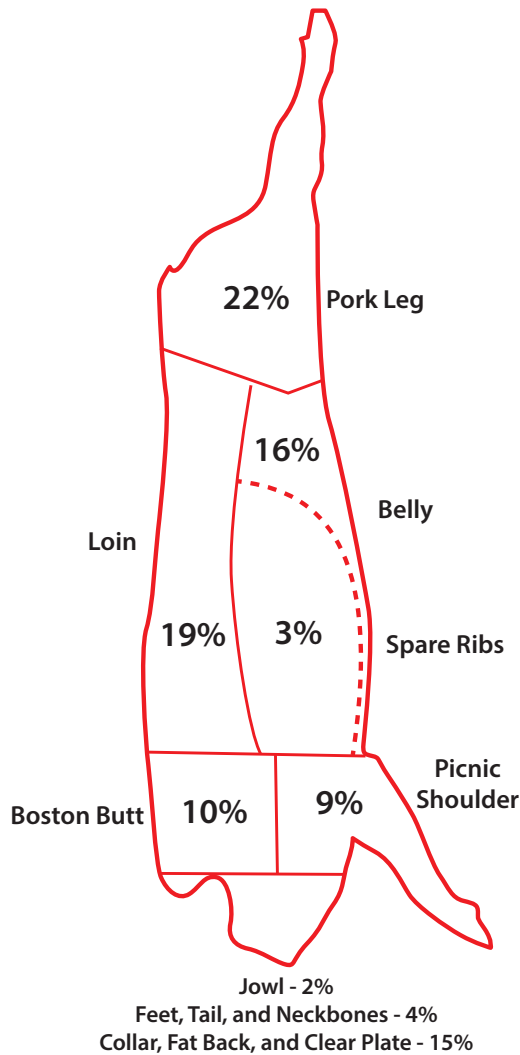 22%
Pork Leg
16%
Belly
Loin
19%
3%
Spare Ribs
Picnic
Shoulder
Boston Butt
10%
9%
Jowl - 2%
Feet, Tail, and Neckbones - 4%
Collar, Fat Back, and Clear Plate - 15%